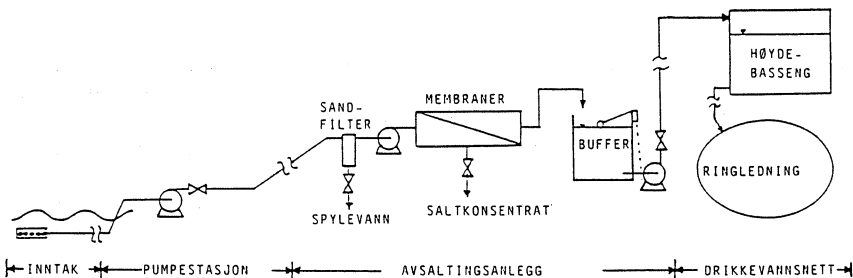 HØYDE-
BASSENG
MEMBRANER
SAND-
FILTER
BUFFER
RINGLEDNING
SPYLEVANN
SALTKONSENTRAT
INNTAK
PUMPESTASJON
AVSALTINGSANLEGG
DRIKKEVANNSNETT